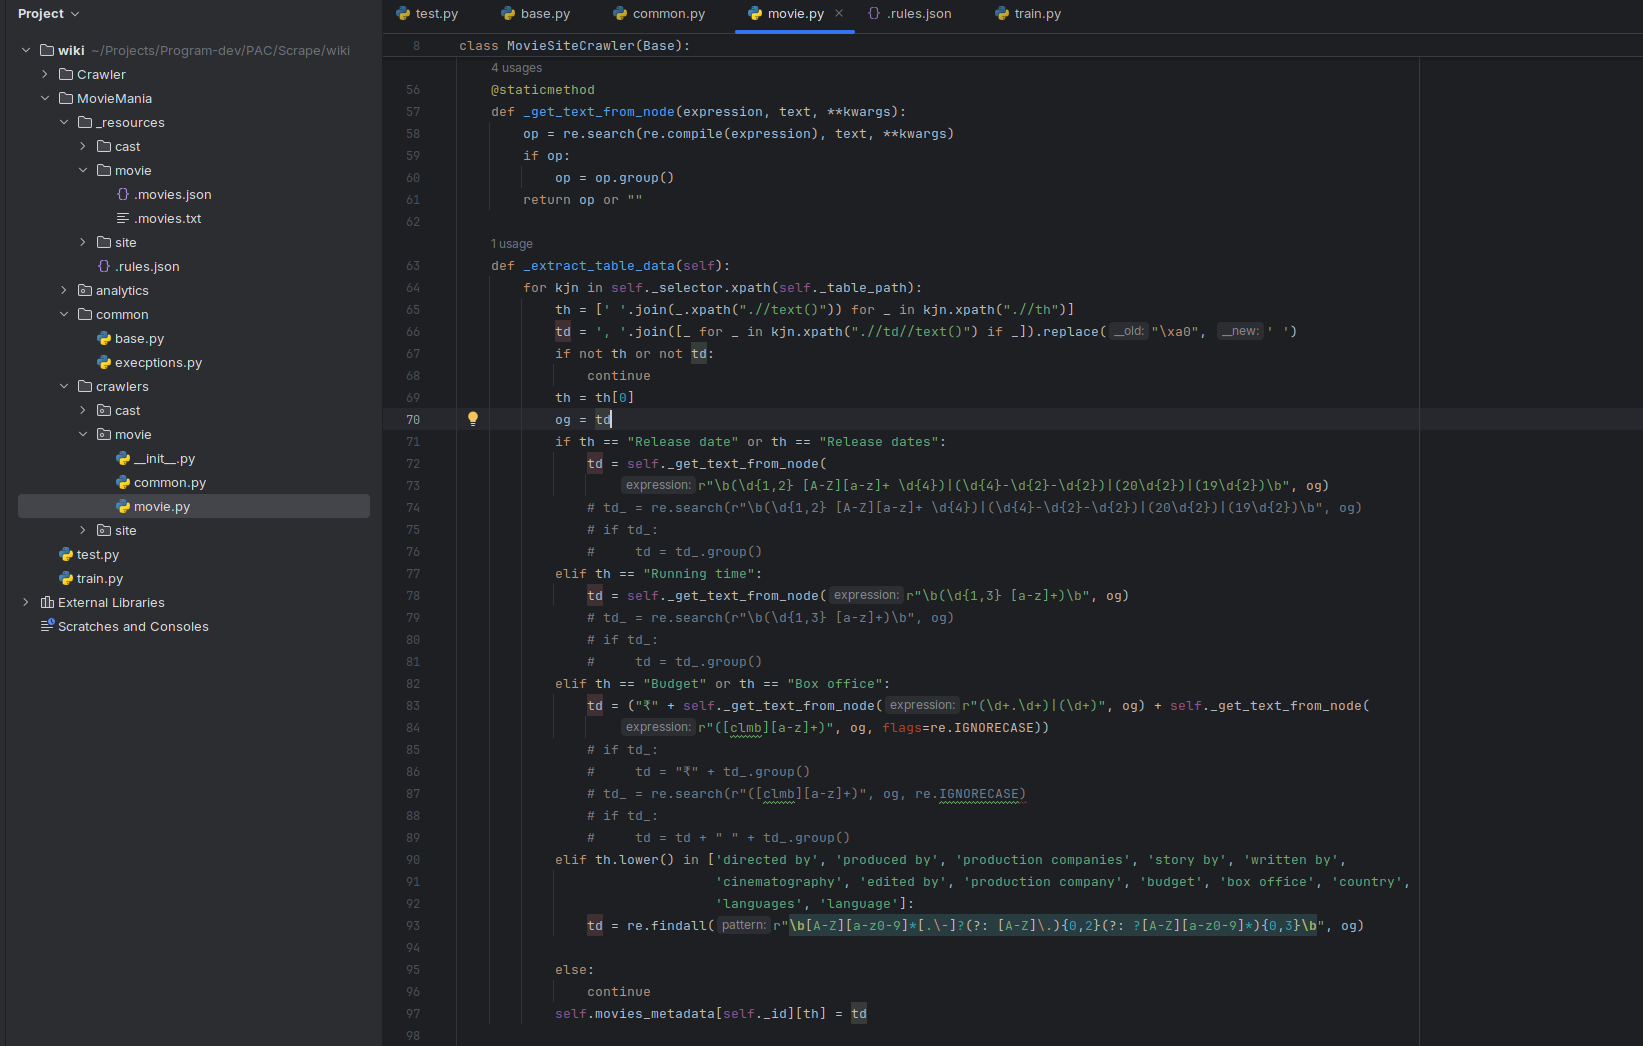 Project
wiki ~/Projects/Program-dev/PAC/Scrape/wiki
Crawler
MovieMania
_resources
cast
movie
.movies.json
.movies.txt
site
.rules.json
analytics
common
base.py
execptions.py
crawlers
cast
movie
__init__.py
common.py
movie.py
site
test.py
train.py
External Libraries
Scratches and Consoles
test.py base.py common.py movie.py .rules.json train.py
8 class MovieSiteCrawler(Base):
4 usages
56 @staticmethod
57 def _get_text_from_node(expression, text, **kwargs):
58 op = re.search(re.compile(expression), text, **kwargs)
59 if op:
60 op = op.group()
61 return op or ""
62
1 usage
63 def _extract_table_data(self):
64 for kjn in self._selector.xpath(self._table_path):
65 th = [' '.join(_.xpath(".//text()")) for _ in kjn.xpath(".//th")]
66 td = ', '.join([_ for _ in kjn.xpath(".//td//text()") if _]).replace( __old: "\xa0", __new: ' ')
67 if not th or not td:
68 continue
69 th = th[0]
70 og = td
71 if th == "Release date" or th == "Release dates":
72 td = self._get_text_from_node(
73 expression: r"\b(\d{1,2} [A-Z][a-z]+ \d{4})|(\d{4}-\d{2}-\d{2})|(20\d{2})|(19\d{2})\b", og)
74 # td_ = re.search(r"\b(\d{1,2} [A-Z][a-z]+ \d{4})|(\d{4}-\d{2}-\d{2})|(20\d{2})|(19\d{2})\b", og)
75 # if td_:
76 # td = td_.group()
77 elif th == "Running time":
78 td = self._get_text_from_node( expression: r"\b(\d{1,3} [a-z]+)\b", og)
79 # td_ = re.search(r"\b(\d{1,3} [a-z]+)\b", og)
80 # if td_:
81 # td = td_.group()
82 elif th == "Budget" or th == "Box office":
83 td = ("₹" + self._get_text_from_node( expression: r"(\d+.\d+)|(\d+)", og) + self._get_text_from_node(
84 expression: r"([clmb][a-z]+)", og, flags=re.IGNORECASE))
85 # if td_:
86 # td = "₹" + td_.group()
87 # td_ = re.search(r"([clmb][a-z]+)", og, re.IGNORECASE)
88 # if td_:
89 # td = td + " " + td_.group()
90 elif th.lower() in ['directed by', 'produced by', 'production companies', 'story by', 'written by',
91 'cinematography', 'edited by', 'production company', 'budget', 'box office', 'country',
92 'languages', 'language']:
93 td = re.findall( pattern: r"\b[A-Z][a-z0-9]*[.\-]?(?: [A-Z]\.){0,2}(?: ?[A-Z][a-z0-9]*){0,3}\b", og)
94
95 else:
96 continue
97 self.movies_metadata[self._id][th] = td
98